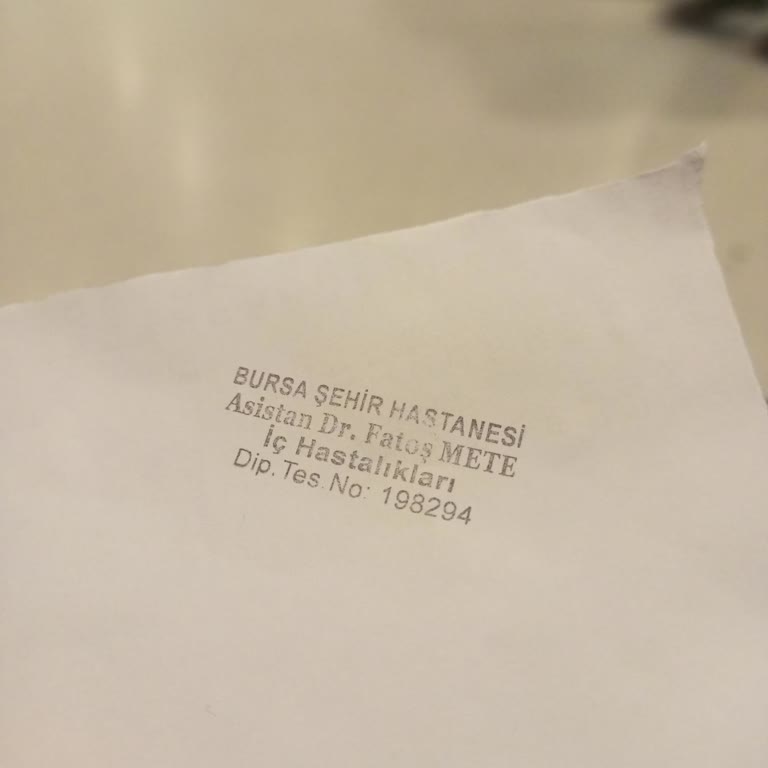 BURSA ŞEHİR HASTANESİ
Asistan Dr. Fatoş METE
İç Hastalıkları
Dip.Tes.No: 198294